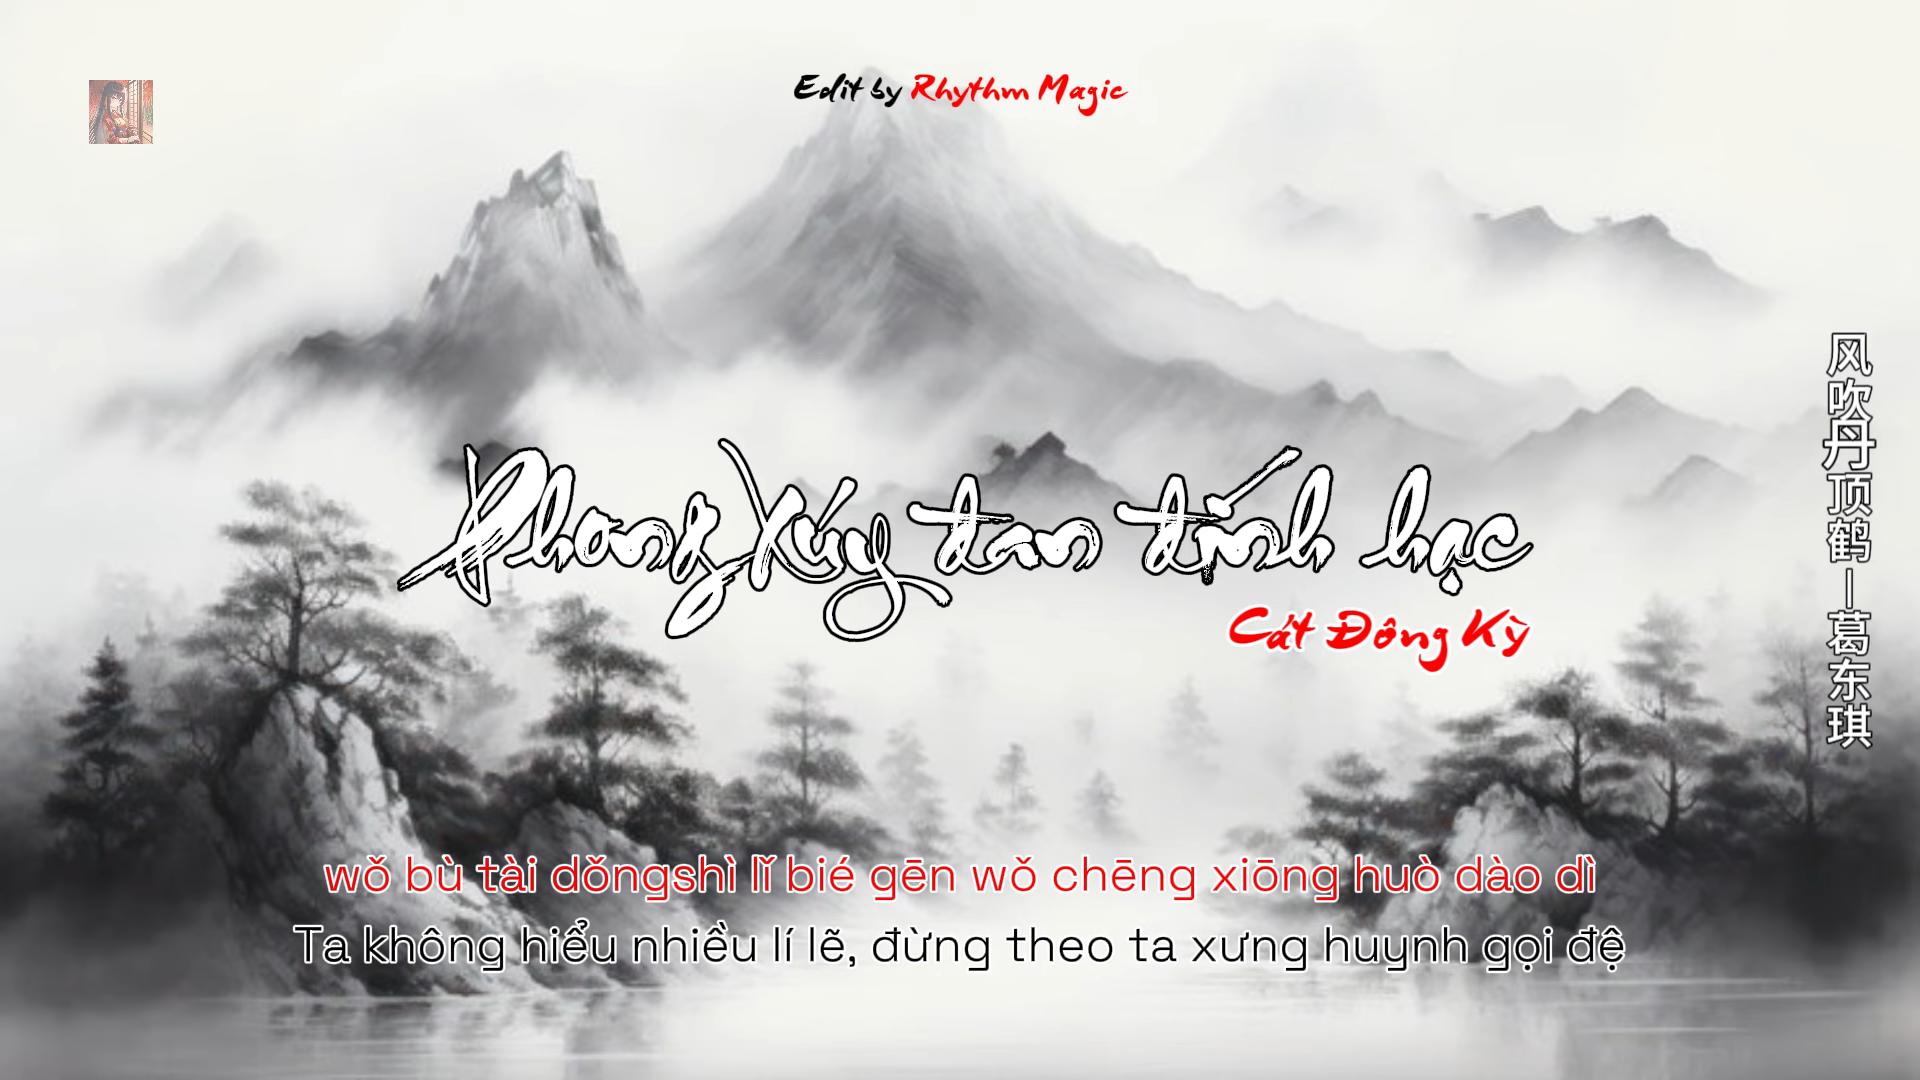 Edit by Rhythm Magic
Phong xúy đan đỉnh hạc
Cát Đông Kỳ
风吹丹顶鹤—葛东琪
wǒ bù tài dǒngshì lǐ bié gēn wǒ chēng xiōng huò dào dì
Ta không hiểu nhiều lí lẽ, đừng theo ta xưng huynh gọi đệ